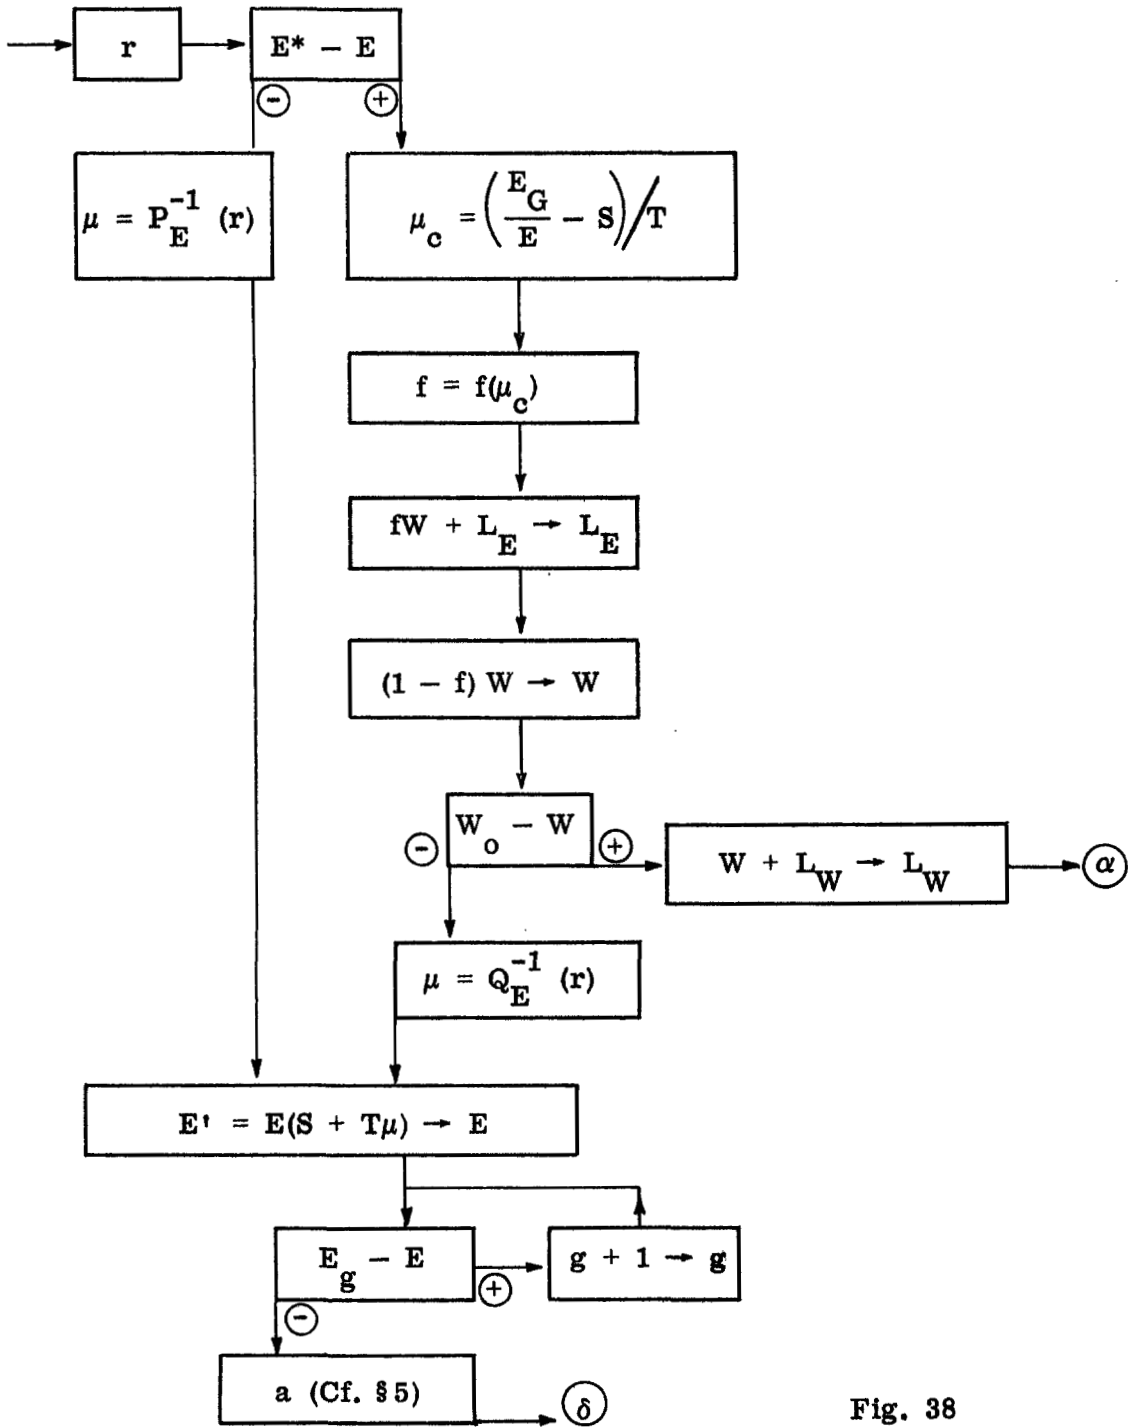 r
E* − E
⊖ ⊕
μ = P_E^{-1} (r)
μ_c = (E_G/E − S)/T
f = f(μ_c)
fW + L_E → L_E
(1 − f) W → W
⊖ W_o − W ⊕
W + L_W → L_W
α
μ = Q_E^{-1} (r)
E' = E(S + Tμ) → E
E_g − E
⊕
g + 1 → g
⊖
a (Cf. §5)
δ
Fig. 38